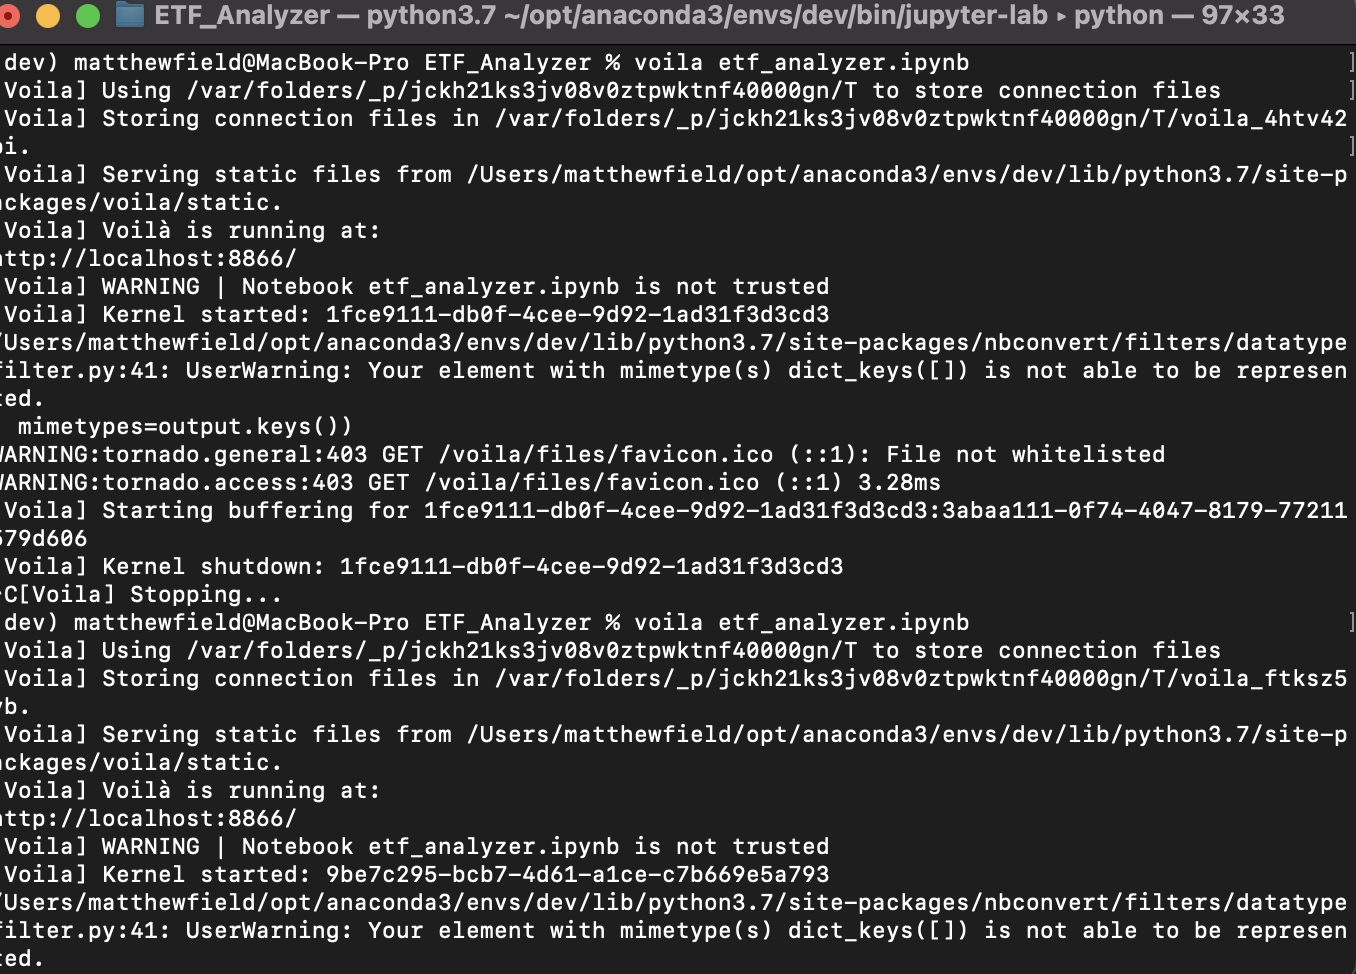 ETF_Analyzer — python3.7 ~/opt/anaconda3/envs/dev/bin/jupyter-lab ▸ python — 97×33
dev) matthewfield@MacBook-Pro ETF_Analyzer % voila etf_analyzer.ipynb ]
Voila] Using /var/folders/_p/jckh21ks3jv08v0ztpwktnf40000gn/T to store connection files ]
Voila] Storing connection files in /var/folders/_p/jckh21ks3jv08v0ztpwktnf40000gn/T/voila_4htv42
pi. ]
Voila] Serving static files from /Users/matthewfield/opt/anaconda3/envs/dev/lib/python3.7/site-p
ackages/voila/static.
Voila] Voilà is running at:
http://localhost:8866/
Voila] WARNING | Notebook etf_analyzer.ipynb is not trusted
Voila] Kernel started: 1fce9111-db0f-4cee-9d92-1ad31f3d3cd3
/Users/matthewfield/opt/anaconda3/envs/dev/lib/python3.7/site-packages/nbconvert/filters/datatype
filter.py:41: UserWarning: Your element with mimetype(s) dict_keys([]) is not able to be represen
ted.
mimetypes=output.keys())
WARNING:tornado.general:403 GET /voila/files/favicon.ico (::1): File not whitelisted
WARNING:tornado.access:403 GET /voila/files/favicon.ico (::1) 3.28ms
Voila] Starting buffering for 1fce9111-db0f-4cee-9d92-1ad31f3d3cd3:3abaa111-0f74-4047-8179-77211
579d606
Voila] Kernel shutdown: 1fce9111-db0f-4cee-9d92-1ad31f3d3cd3
^C[Voila] Stopping...
dev) matthewfield@MacBook-Pro ETF_Analyzer % voila etf_analyzer.ipynb ]
Voila] Using /var/folders/_p/jckh21ks3jv08v0ztpwktnf40000gn/T to store connection files
Voila] Storing connection files in /var/folders/_p/jckh21ks3jv08v0ztpwktnf40000gn/T/voila_ftksz5
b.
Voila] Serving static files from /Users/matthewfield/opt/anaconda3/envs/dev/lib/python3.7/site-p
ackages/voila/static.
Voila] Voilà is running at:
http://localhost:8866/
Voila] WARNING | Notebook etf_analyzer.ipynb is not trusted
Voila] Kernel started: 9be7c295-bcb7-4d61-a1ce-c7b669e5a793
/Users/matthewfield/opt/anaconda3/envs/dev/lib/python3.7/site-packages/nbconvert/filters/datatype
filter.py:41: UserWarning: Your element with mimetype(s) dict_keys([]) is not able to be represen
ted.